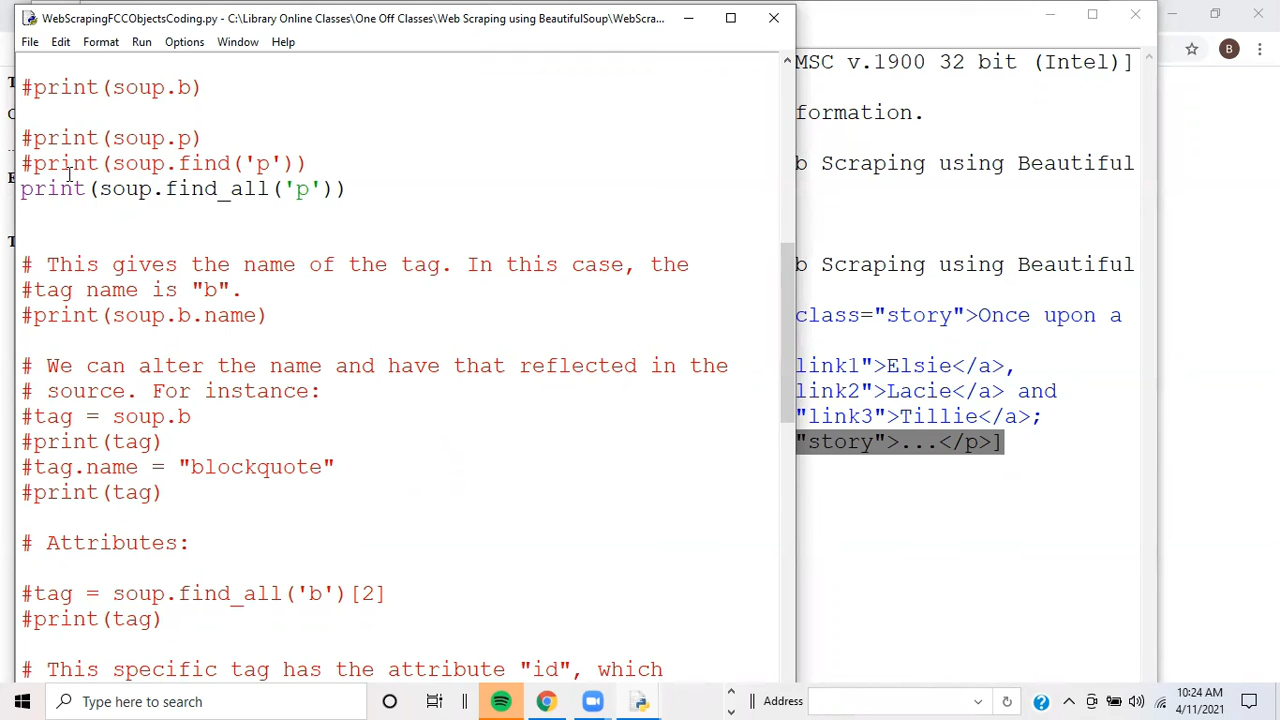 WebScrapingFCCObjectsCoding.py - C:\Library Online Classes\One Off Classes\Web Scraping using BeautifulSoup\WebScra...
File Edit Format Run Options Window Help
#print(soup.b)
#print(soup.p)
#print(soup.find('p'))
print(soup.find_all('p'))
# This gives the name of the tag. In this case, the
#tag name is "b".
#print(soup.b.name)
# We can alter the name and have that reflected in the
# source. For instance:
#tag = soup.b
#print(tag)
#tag.name = "blockquote"
#print(tag)
# Attributes:
#tag = soup.find_all('b')[2]
#print(tag)
# This specific tag has the attribute "id", which
MSC v.1900 32 bit (Intel)]
formation.
b Scraping using Beautiful
b Scraping using Beautiful
class="story">Once upon a
link1">Elsie</a>,
link2">Lacie</a> and
"link3">Tillie</a>;
"story">...</p>]
B
Type here to search
Address
10:24 AM
4/11/2021